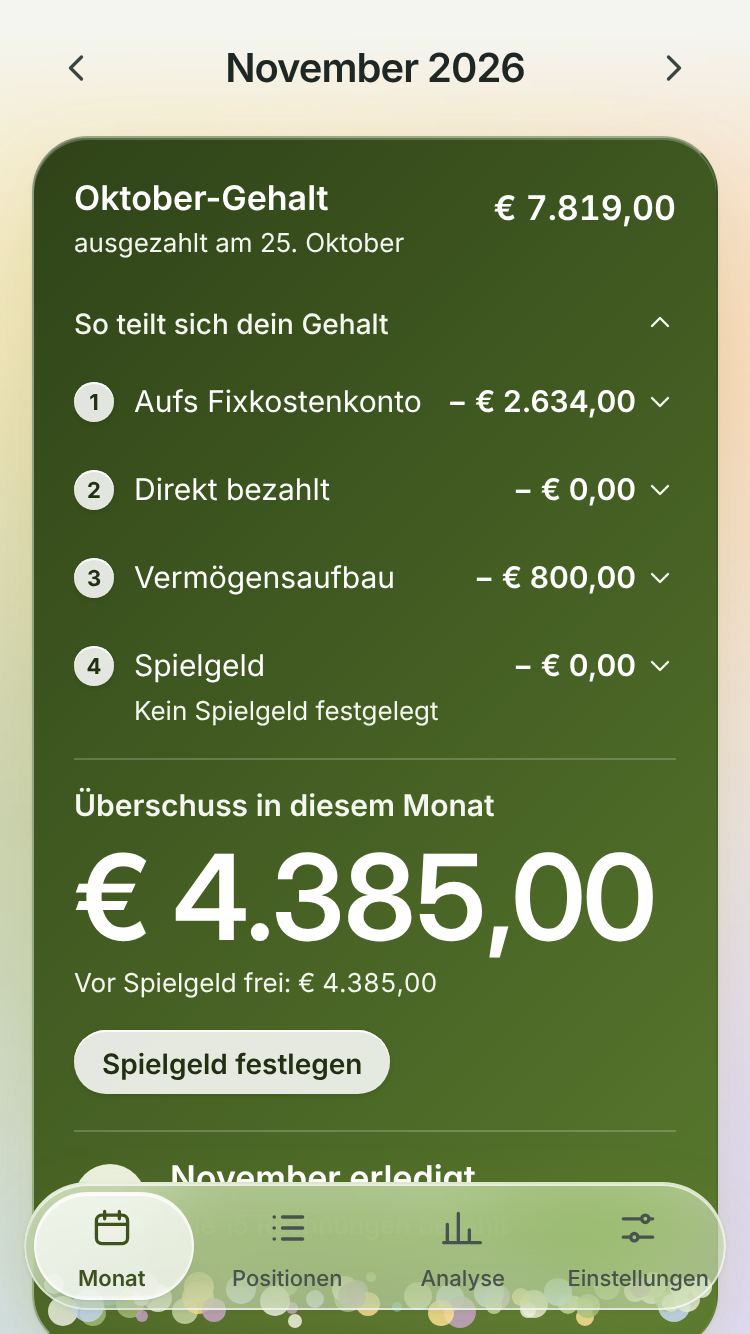 November 2026
Oktober-Gehalt
€ 7.819,00
ausgezahlt am 25. Oktober
So teilt sich dein Gehalt
1 Aufs Fixkostenkonto – € 2.634,00
2 Direkt bezahlt – € 0,00
3 Vermögensaufbau – € 800,00
4 Spielgeld – € 0,00
Kein Spielgeld festgelegt
Überschuss in diesem Monat
€ 4.385,00
Vor Spielgeld frei: € 4.385,00
Spielgeld festlegen
November erledigt
Monat Positionen Analyse Einstellungen